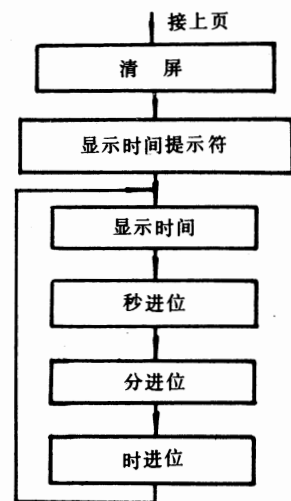 接上页
清 屏
显示时间提示符
显示时间
秒进位
分进位
时进位